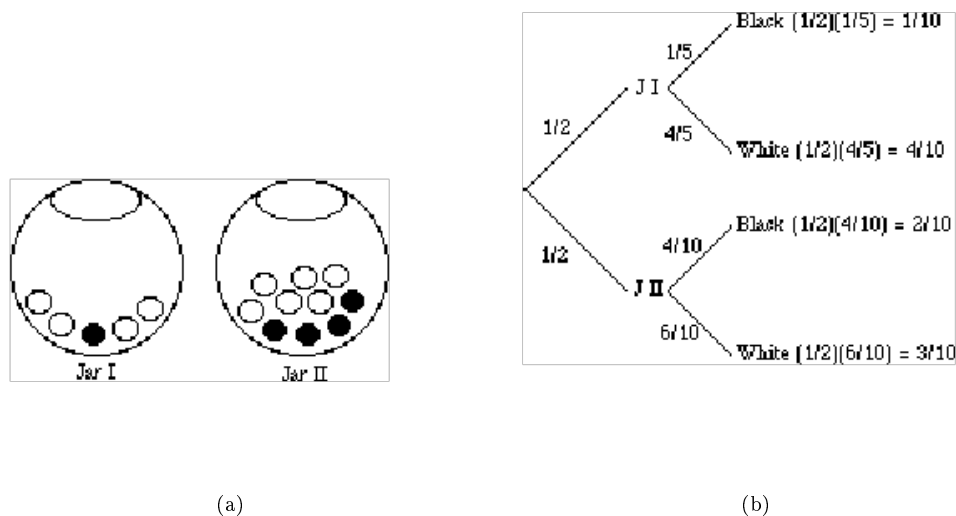 Jar I
Jar II
(a)
1/2
1/2
J I
J II
1/5
4/5
4/10
6/10
Black (1/2)(1/5) = 1/10
White (1/2)(4/5) = 4/10
Black (1/2)(4/10) = 2/10
White (1/2)(6/10) = 3/10
(b)